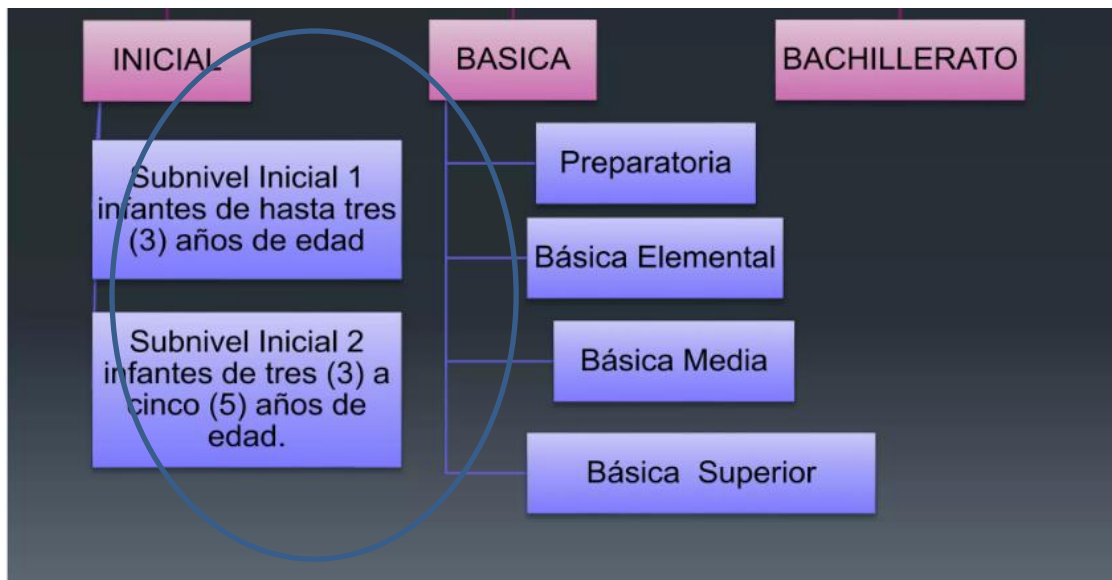 INICIAL
BASICA
BACHILLERATO
Subnivel Inicial 1
infantes de hasta tres
(3) años de edad
Subnivel Inicial 2
infantes de tres (3) a
cinco (5) años de
edad.
Preparatoria
Básica Elemental
Básica Media
Básica  Superior